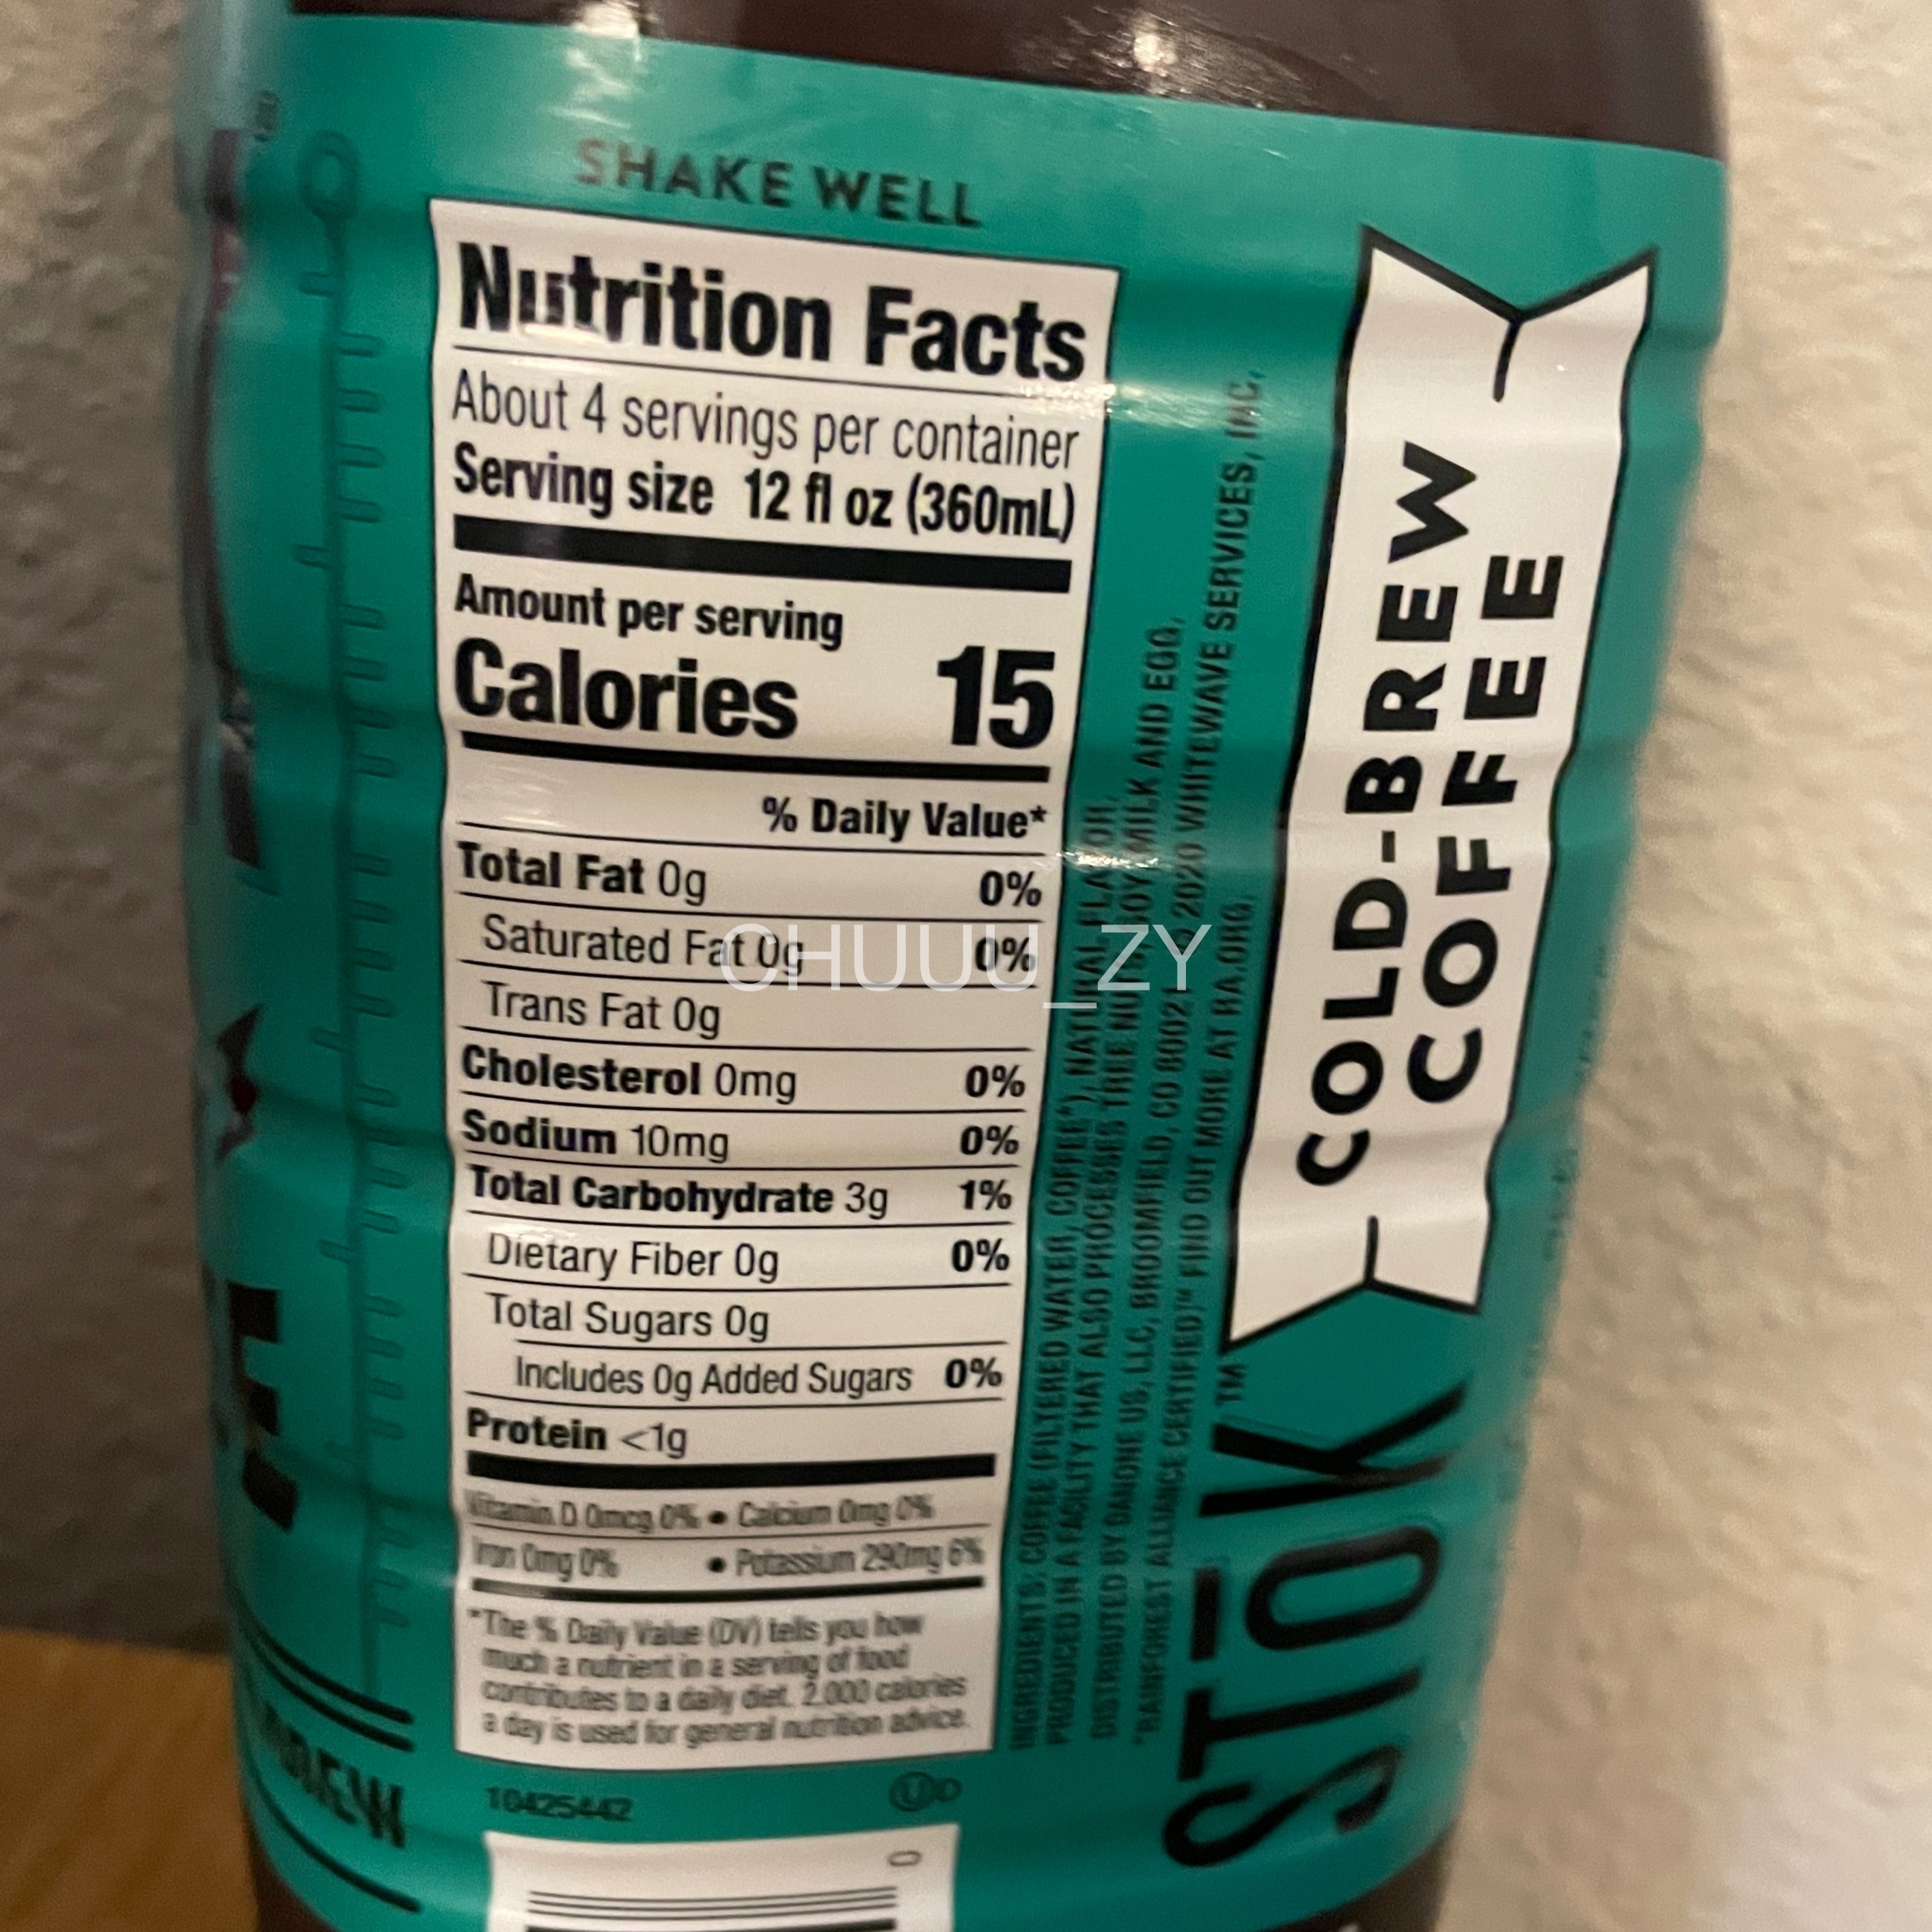 SHAKE WELL
Nutrition Facts
About 4 servings per container
Serving size 12 fl oz (360mL)
Amount per serving
Calories 15
% Daily Value*
Total Fat 0g 0%
Saturated Fat 0g 0%
Trans Fat 0g
Cholesterol 0mg 0%
Sodium 10mg 0%
Total Carbohydrate 3g 1%
Dietary Fiber 0g 0%
Total Sugars 0g
Includes 0g Added Sugars 0%
Protein <1g
Vitamin D 0mcg 0% • Calcium 0mg 0%
Iron 0mg 0% • Potassium 290mg 6%
*The % Daily Value (DV) tells you how
much a nutrient in a serving of food
contributes to a daily diet. 2,000 calories
a day is used for general nutrition advice.
10425442
INGREDIENTS: COFFEE (FILTERED WATER, COFFEE*), NATURAL FLAVOR.
PRODUCED IN A FACILITY THAT ALSO PROCESSES TREE NUTS, SOY, MILK AND EGG.
DISTRIBUTED BY DANONE US, LLC, BROOMFIELD, CO 80021 2020 WHITEWAVE SERVICES, INC.
*RAINFOREST ALLIANCE CERTIFIED™ FIND OUT MORE AT RA.ORG.
STŌK™
COLD-BREW
COFFEE
CHUUU_ZY